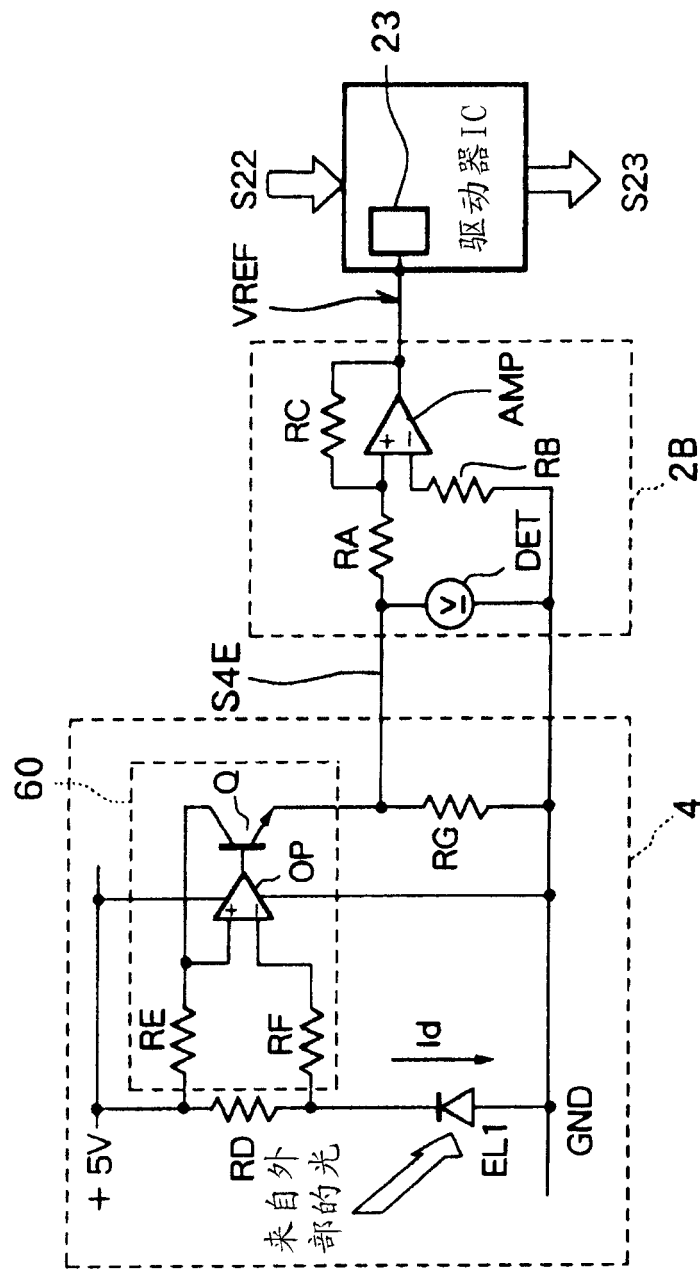 60
+5V
RE
RD
RF
Q
OP
+
−
RG
来自外
部的光
EL1
Id
GND
4
S4E
RA
RC
RB
+
−
AMP
DET
V
2B
VREF
S22
23
驱动器IC
S23